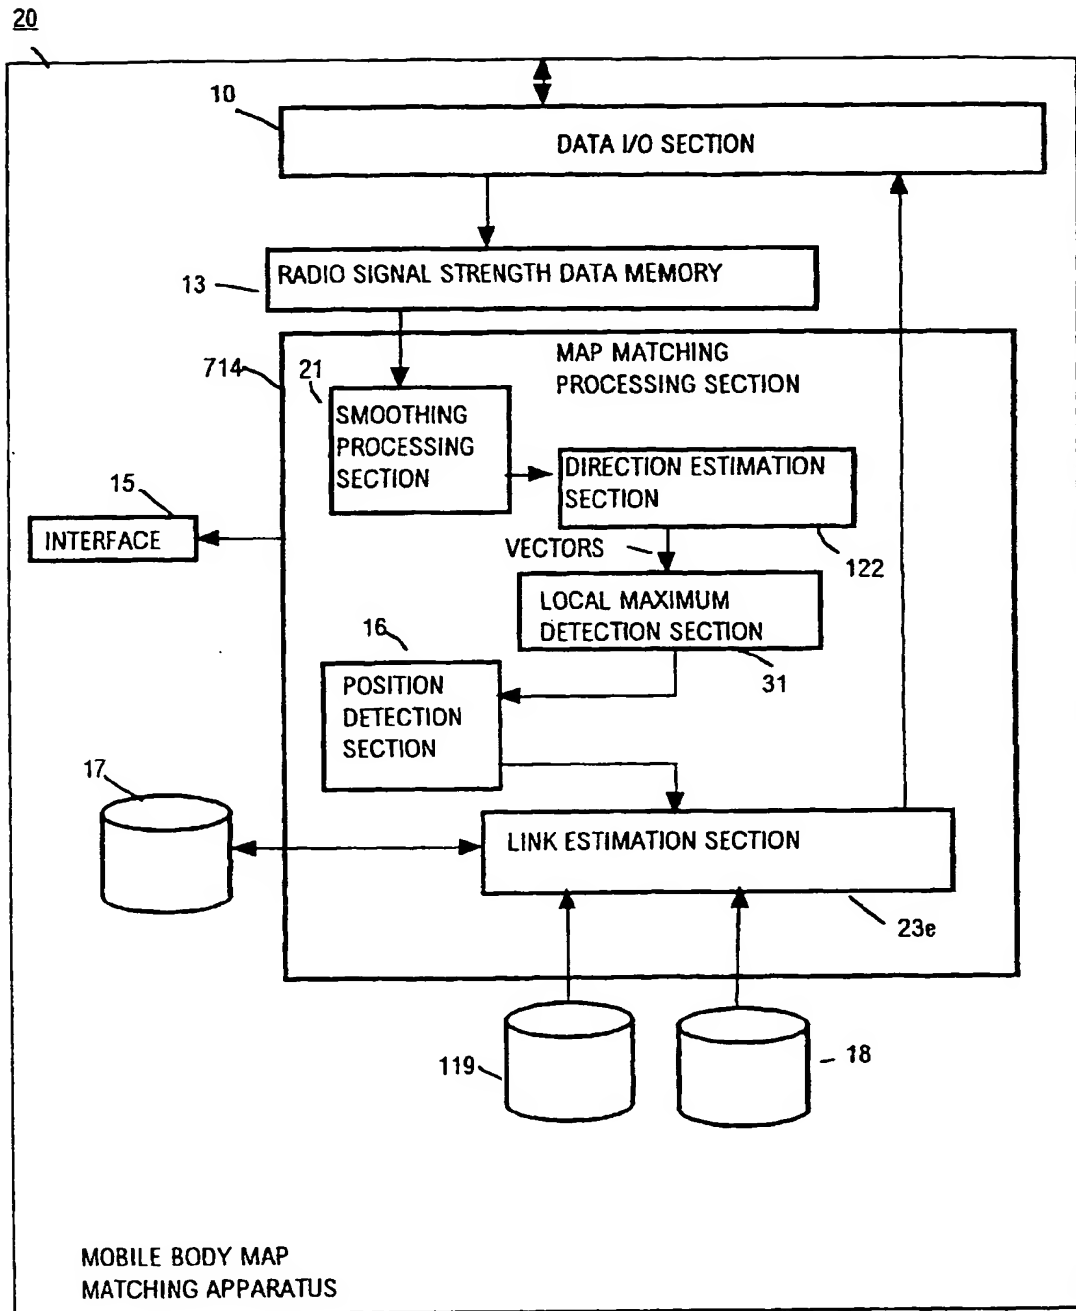 20
10
DATA I/O SECTION
RADIO SIGNAL STRENGTH DATA MEMORY
13
MAP MATCHING
PROCESSING SECTION
714
21
SMOOTHING
PROCESSING
SECTION
DIRECTION ESTIMATION
SECTION
122
15
INTERFACE
VECTORS
LOCAL MAXIMUM
DETECTION SECTION
31
16
POSITION
DETECTION
SECTION
17
LINK ESTIMATION SECTION
23e
119
18
MOBILE BODY MAP
MATCHING APPARATUS